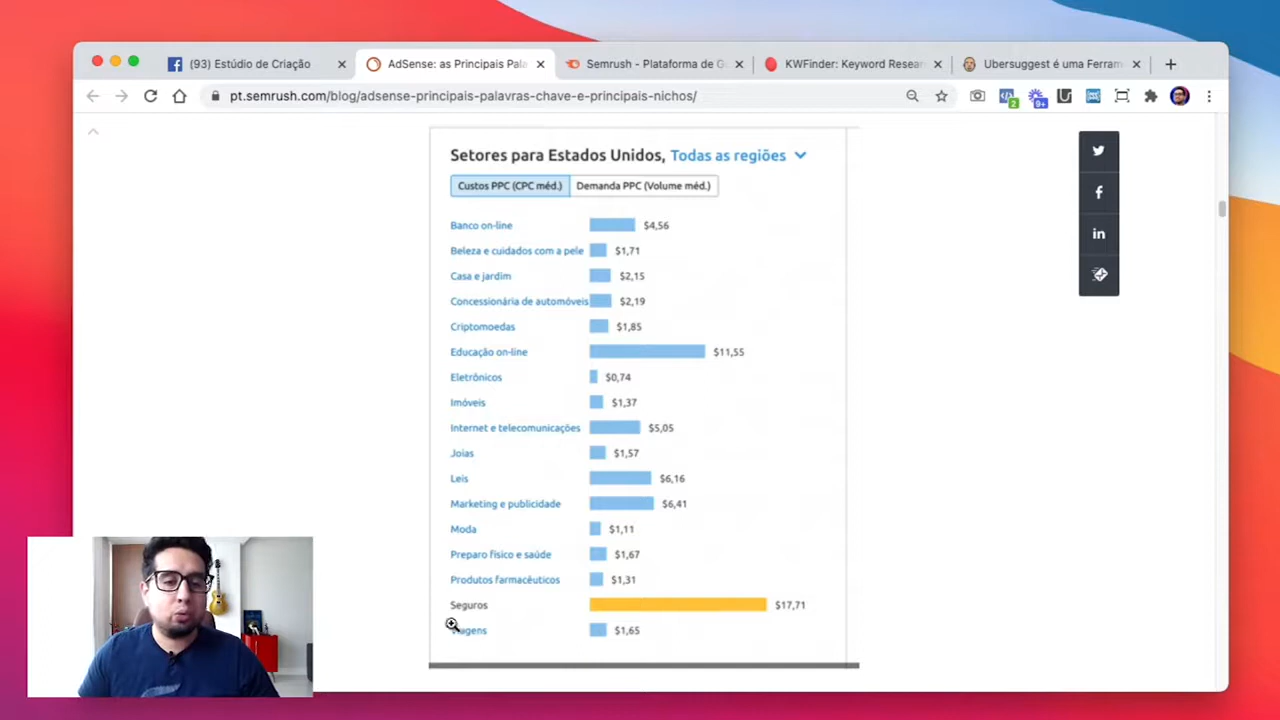 (93) Estúdio de Criação
AdSense: as Principais Pala
Semrush - Plataforma de G
KWFinder: Keyword Resear
Ubersuggest é uma Ferram
pt.semrush.com/blog/adsense-principais-palavras-chave-e-principais-nichos/
2
9+
Setores para Estados Unidos, Todas as regiões
Custos PPC (CPC méd.) Demanda PPC (Volume méd.)
Banco on-line $4,56
Beleza e cuidados com a pele $1,71
Casa e jardim $2,15
Concessionária de automóveis $2,19
Criptomoedas $1,85
Educação on-line $11,55
Eletrônicos $0,74
Imóveis $1,37
Internet e telecomunicações $5,05
Joias $1,57
Leis $6,16
Marketing e publicidade $6,41
Moda $1,11
Preparo físico e saúde $1,67
Produtos farmacêuticos $1,31
Seguros $17,71
Viagens $1,65